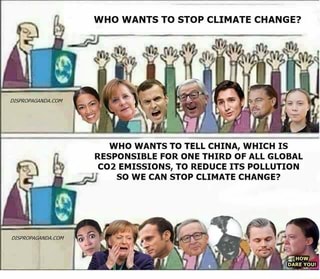 WHO WANTS TO STOP CLIMATE CHANGE?
DISPROPAGANDA.COM
WHO WANTS TO TELL CHINA, WHICH IS
RESPONSIBLE FOR ONE THIRD OF ALL GLOBAL
CO2 EMISSIONS, TO REDUCE ITS POLLUTION
SO WE CAN STOP CLIMATE CHANGE?
DISPROPAGANDA.COM
HOW
DARE YOU!